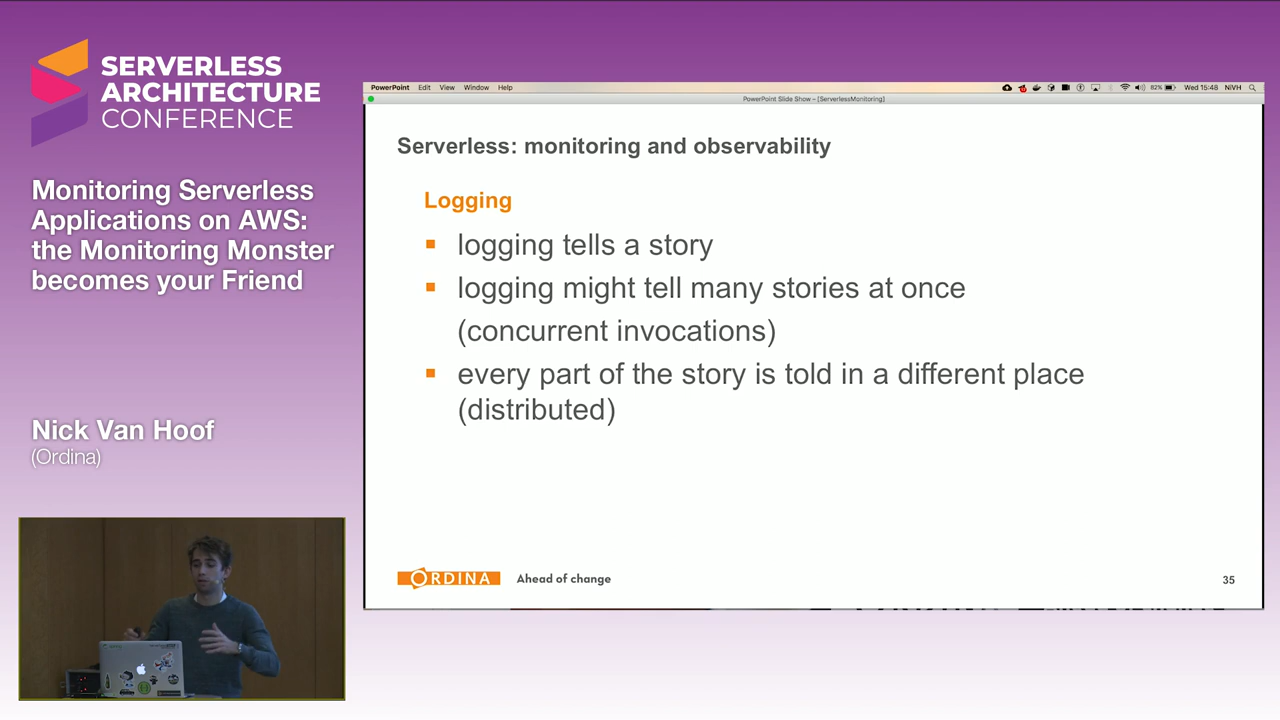 SERVERLESS
ARCHITECTURE
CONFERENCE
Monitoring Serverless
Applications on AWS:
the Monitoring Monster
becomes your Friend
Nick Van Hoof
(Ordina)
PowerPoint Edit View Window Help
82% Wed 15:48 NiVH
PowerPoint Slide Show - [ServerlessMonitoring]
Serverless: monitoring and observability
Logging
▪ logging tells a story
▪ logging might tell many stories at once
(concurrent invocations)
▪ every part of the story is told in a different place
(distributed)
ORDINA Ahead of change
35